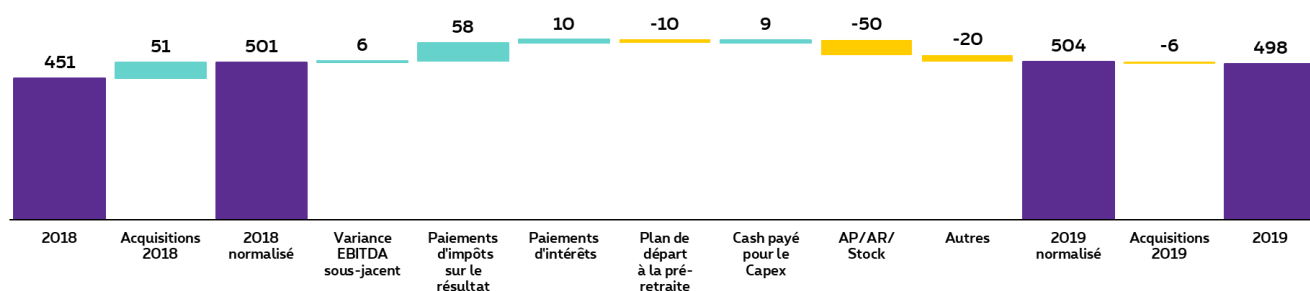 451
51
501
6
58
10
-10
9
-50
-20
504
-6
498
2018
Acquisitions
2018
2018
normalisé
Variance
EBITDA
sous-jacent
Paiements
d'impôts
sur le
résultat
Paiements
d'intérêts
Plan de
départ
à la pré-
retraite
Cash payé
pour le
Capex
AP/AR/
Stock
Autres
2019
normalisé
Acquisitions
2019
2019